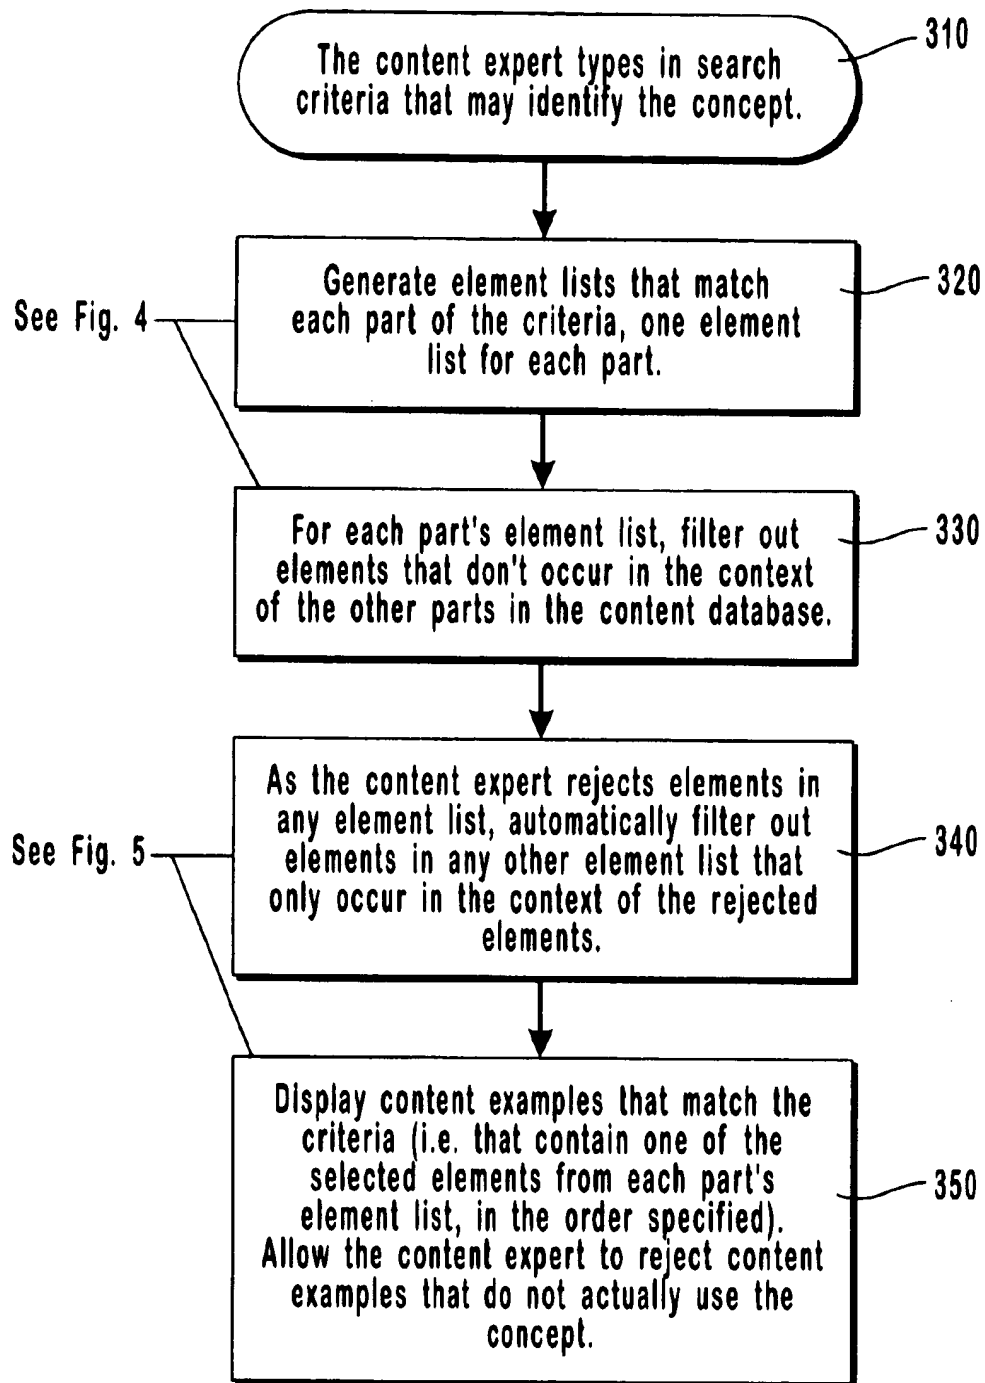 310
The content expert types in search
criteria that may identify the concept.
320
Generate element lists that match
each part of the criteria, one element
list for each part.
See Fig. 4
330
For each part's element list, filter out
elements that don't occur in the context
of the other parts in the content database.
As the content expert rejects elements in
any element list, automatically filter out
elements in any other element list that
only occur in the context of the rejected
elements.
340
See Fig. 5
Display content examples that match the
criteria (i.e. that contain one of the
selected elements from each part's
element list, in the order specified).
Allow the content expert to reject content
examples that do not actually use the
concept.
350